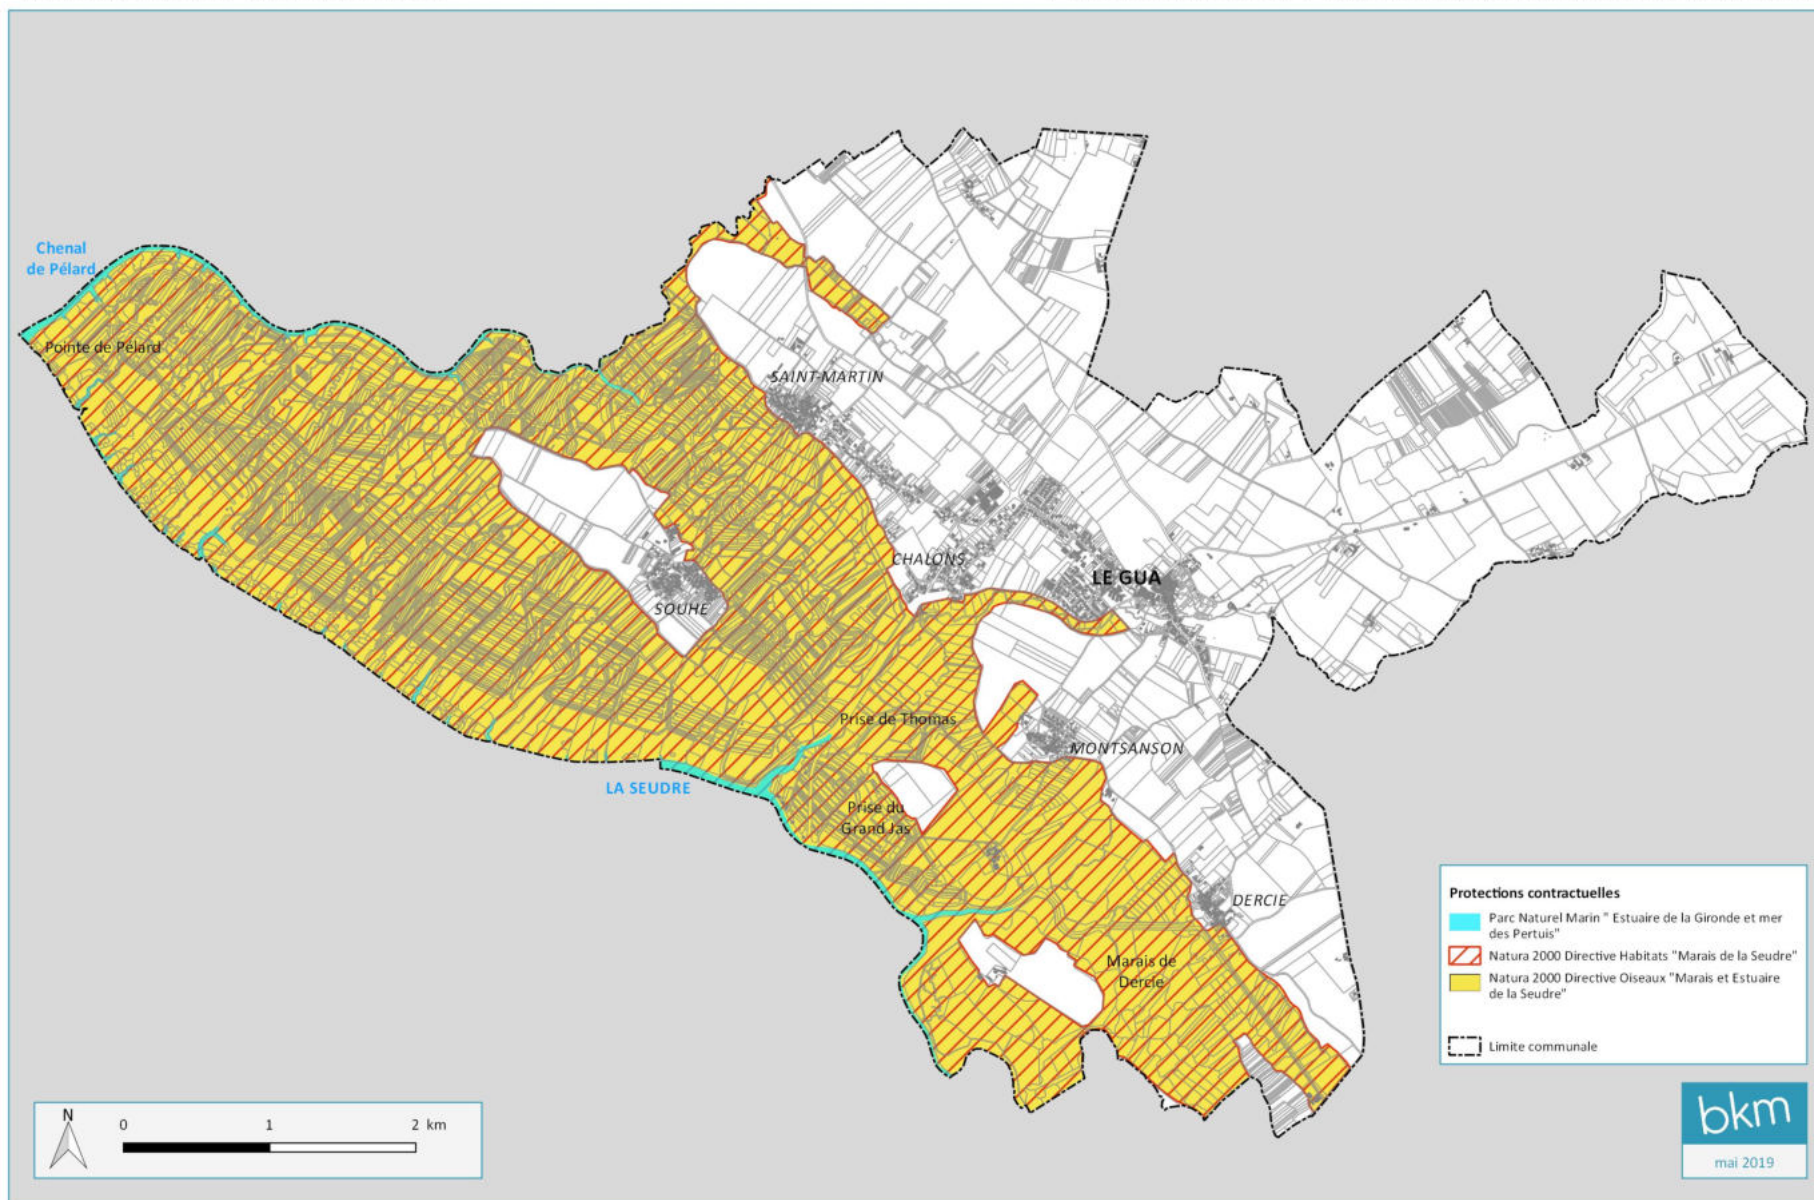 Chenal
de Pélard
Pointe de Pélard
SAINT-MARTIN
CHALONS
LE GUA
SOUHE
Prise de Thomas
MONTSANSON
LA SEUDRE
Prise du
Grand Jas
DERCIE
Marais de
Dercie
Protections contractuelles
Parc Naturel Marin " Estuaire de la Gironde et mer
des Pertuis"
Natura 2000 Directive Habitats "Marais de la Seudre"
Natura 2000 Directive Oiseaux "Marais et Estuaire
de la Seudre"
Limite communale
N
0 1 2 km
bkm
mai 2019